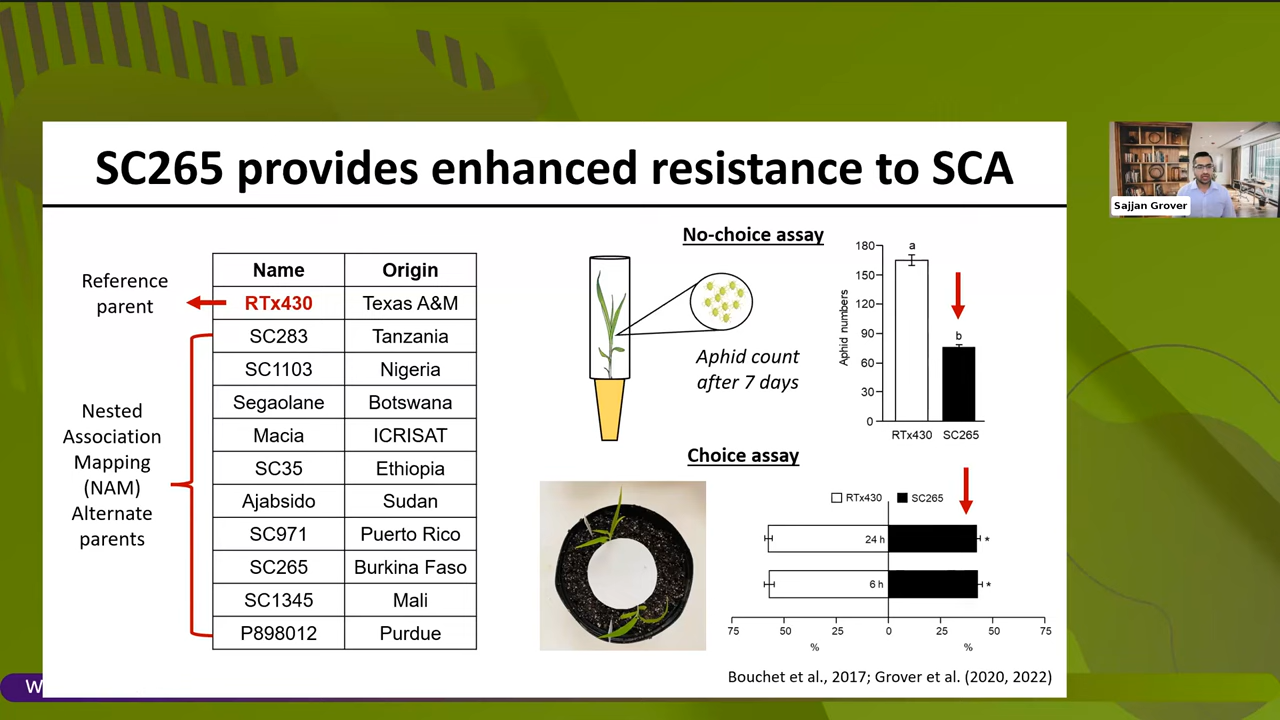 SC265 provides enhanced resistance to SCA
Reference
parent
Name Origin
RTx430 Texas A&M
SC283 Tanzania
SC1103 Nigeria
Segaolane Botswana
Macia ICRISAT
SC35 Ethiopia
Ajabsido Sudan
SC971 Puerto Rico
SC265 Burkina Faso
SC1345 Mali
P898012 Purdue
Nested
Association
Mapping
(NAM)
Alternate
parents
No-choice assay
Aphid count
after 7 days
Aphid numbers
180
150
120
90
60
30
0
a
b
RTx430 SC265
Choice assay
RTx430 SC265
24 h *
6 h *
75 50 25 0 25 50 75
% %
Bouchet et al., 2017; Grover et al. (2020, 2022)
Sajjan Grover
W